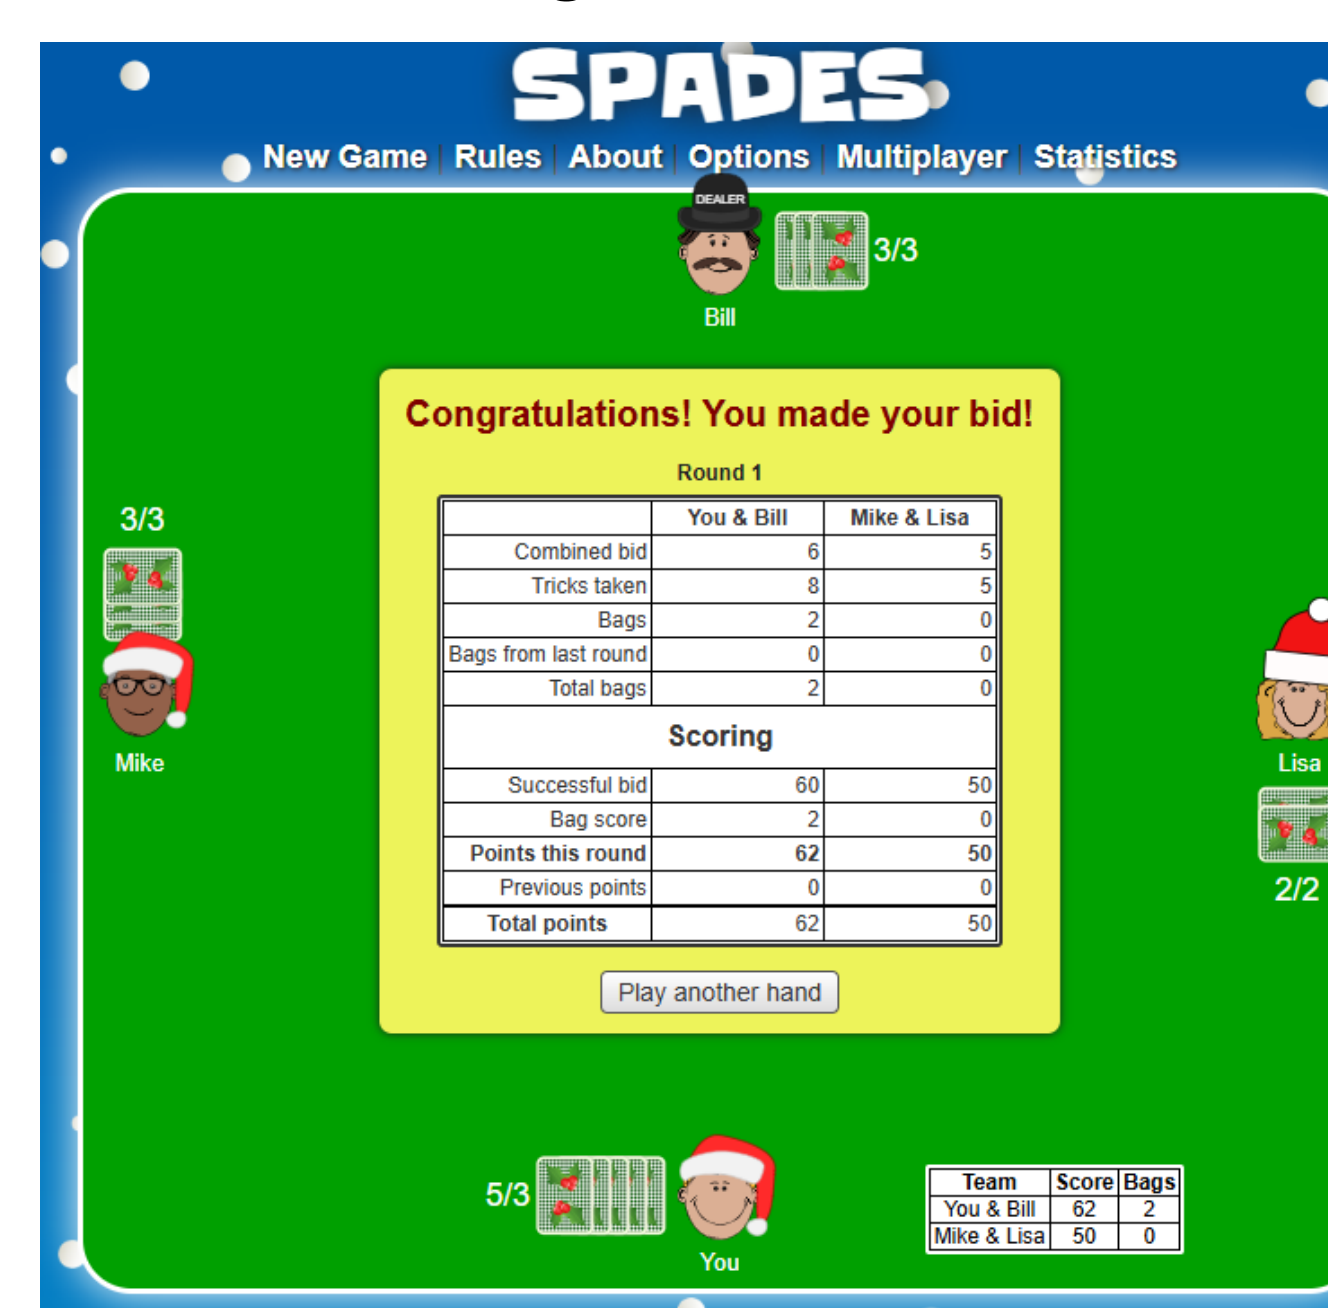 SPADES
New Game | Rules | About | Options | Multiplayer | Statistics
DEALER
3/3
Bill
Congratulations! You made your bid!
Round 1
You & Bill Mike & Lisa
Combined bid 6 5
Tricks taken 8 5
Bags 2 0
Bags from last round 0 0
Total bags 2 0
Scoring
Successful bid 60 50
Bag score 2 0
Points this round 62 50
Previous points 0 0
Total points 62 50
Play another hand
3/3
Mike
Lisa
2/2
5/3
You
Team Score Bags
You & Bill 62 2
Mike & Lisa 50 0